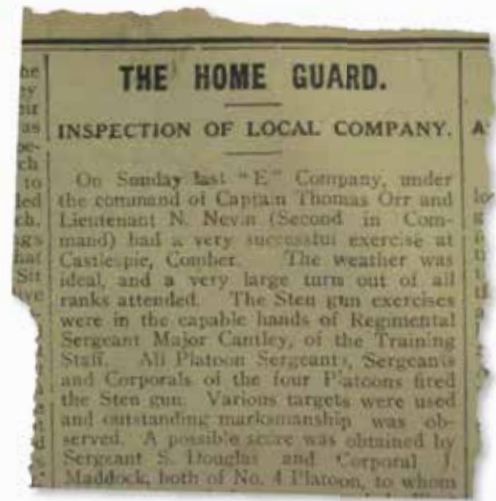 THE HOME GUARD.
INSPECTION OF LOCAL COMPANY.
On Sunday last "E" Company, under
the command of Captain Thomas Orr and
Lieutenant N. Nevin (Second in Com-
mand) had a very successful exercise at
Castlespie, Comber. The weather was
ideal, and a very large turn out of all
ranks attended. The Sten gun exercises
were in the capable hands of Regimental
Sergeant Major Cantley, of the Training
Staff. All Platoon Sergeants, Sergeants
and Corporals of the four Platoons fired
the Sten gun. Various targets were used
and outstanding marksmanship was ob-
served. A possible score was obtained by
Sergeant S. Douglas and Corporal J.
Maddock, both of No. 4 Platoon, to whom